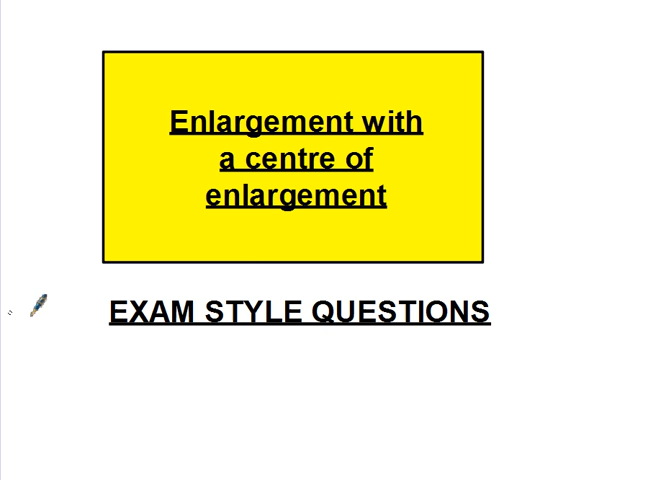 Enlargement with
a centre of
enlargement
EXAM STYLE QUESTIONS